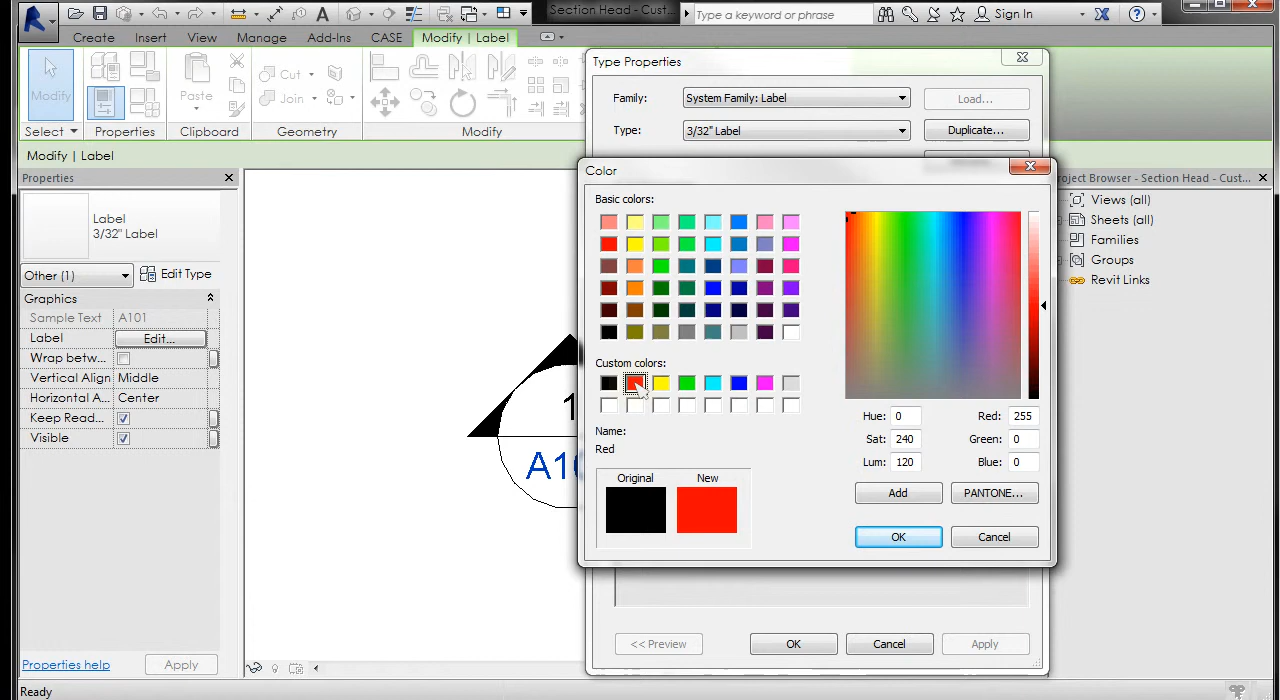 Section Head - Cust...
Type a keyword or phrase
Sign In
Create
Insert
View
Manage
Add-Ins
CASE
Modify | Label
Modify
Paste
Cut
Join
Select
Properties
Clipboard
Geometry
Modify
Modify | Label
Properties
Label
3/32" Label
Other (1)
Edit Type
Graphics
Sample Text A101
Label Edit...
Wrap betw...
Vertical Align Middle
Horizontal A... Center
Keep Read...
Visible
Properties help
Apply
Ready
1
A10
Type Properties
Family: System Family: Label
Load...
Type: 3/32" Label
Duplicate...
Color
Basic colors:
Custom colors:
Name:
Red
Original
New
Hue: 0
Red: 255
Sat: 240
Green: 0
Lum: 120
Blue: 0
Add
PANTONE...
OK
Cancel
<< Preview
OK
Cancel
Apply
roject Browser - Section Head - Cust...
Views (all)
Sheets (all)
Families
Groups
Revit Links